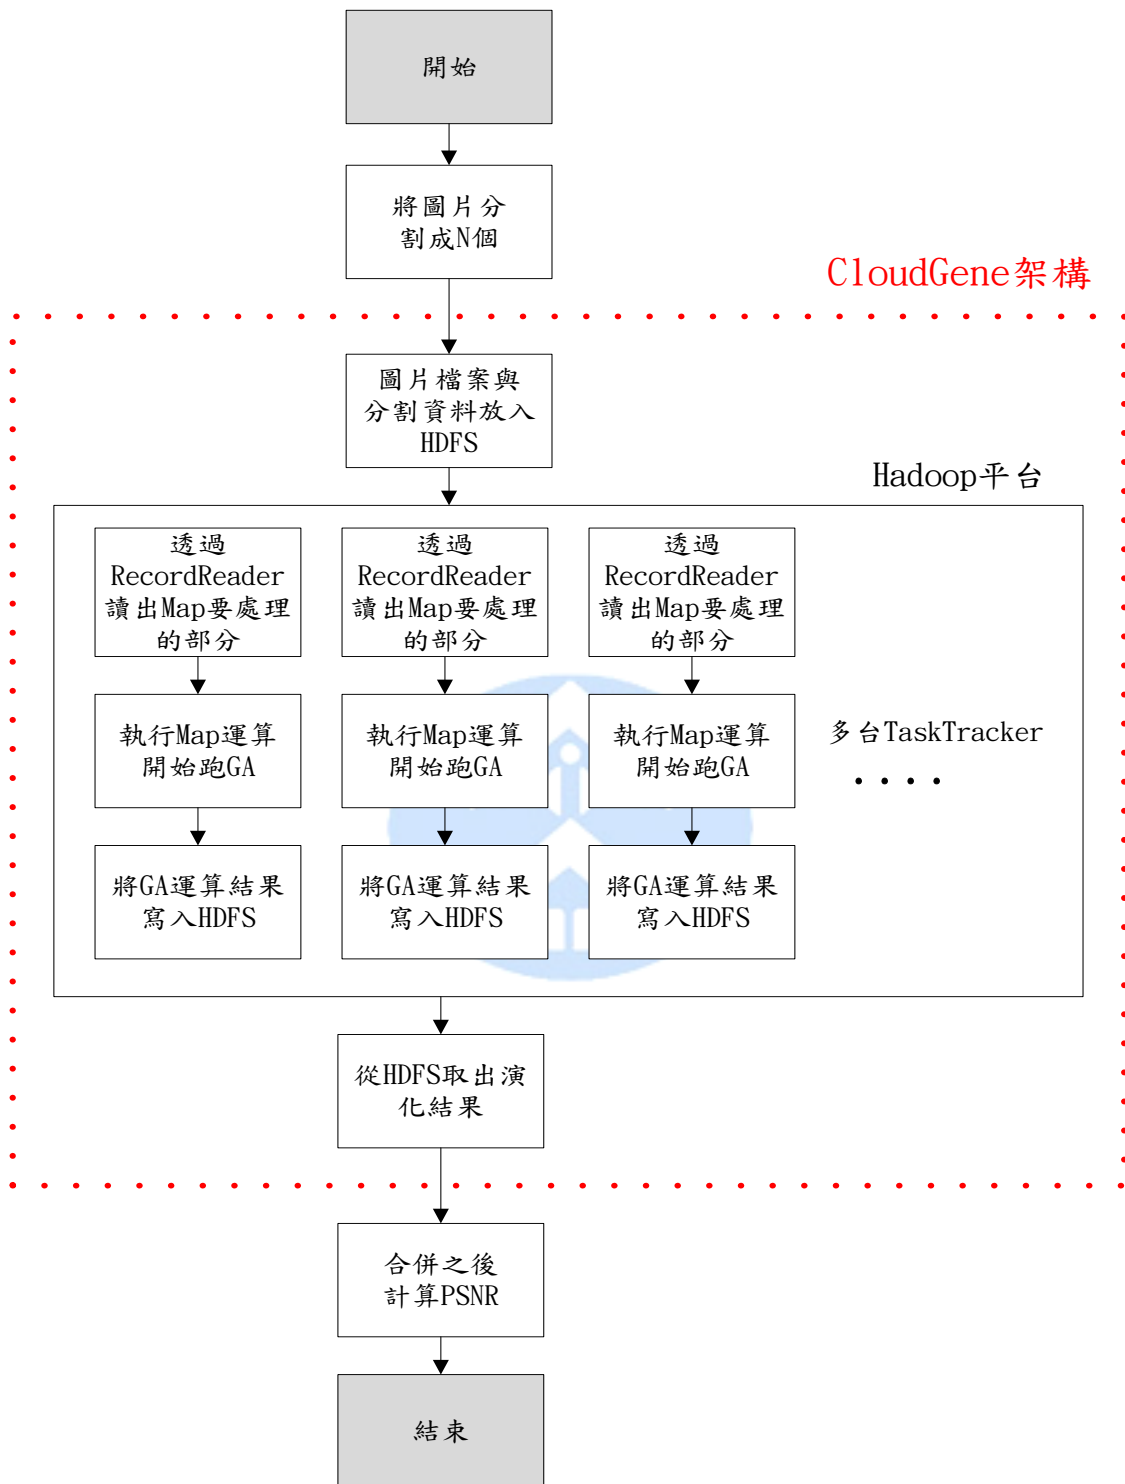 開始
將圖片分
割成N個
CloudGene架構
圖片檔案與
分割資料放入
HDFS
Hadoop平台
透過
RecordReader
讀出Map要處理
的部分
透過
RecordReader
讀出Map要處理
的部分
透過
RecordReader
讀出Map要處理
的部分
執行Map運算
開始跑GA
執行Map運算
開始跑GA
執行Map運算
開始跑GA
多台TaskTracker
....
將GA運算結果
寫入HDFS
將GA運算結果
寫入HDFS
將GA運算結果
寫入HDFS
從HDFS取出演
化結果
合併之後
計算PSNR
結束